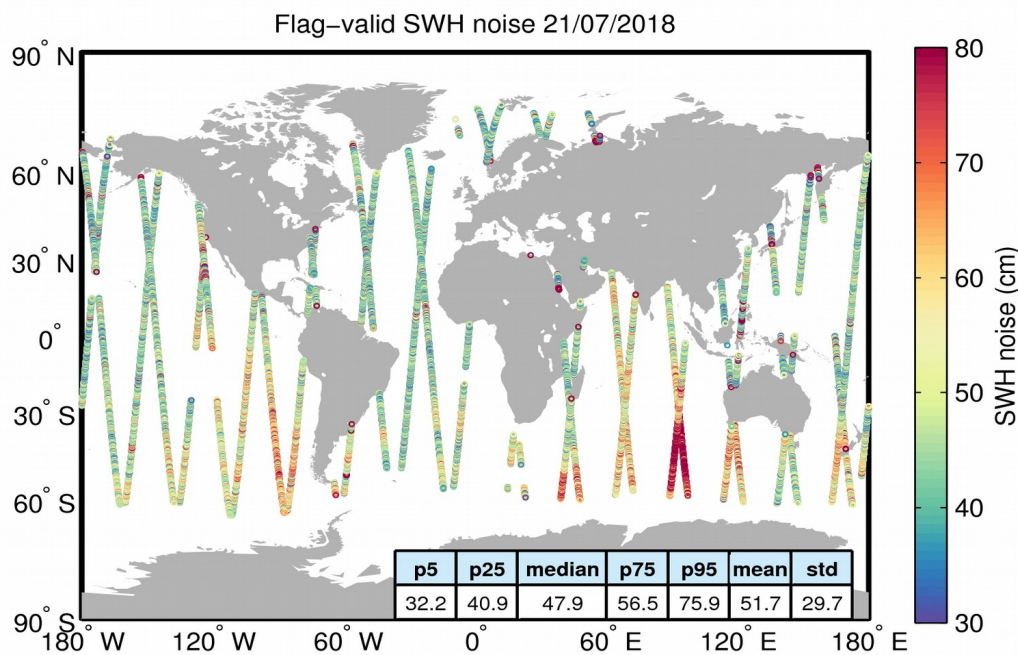 Flag−valid SWH noise 21/07/2018
90° N
60° N
30° N
0°
30° S
60° S
90° S
180° W
120° W
60° W
0°
60° E
120° E
180° E
80
70
60
50
40
30
SWH noise (cm)
p5 p25 median p75 p95 mean std
32.2 40.9 47.9 56.5 75.9 51.7 29.7